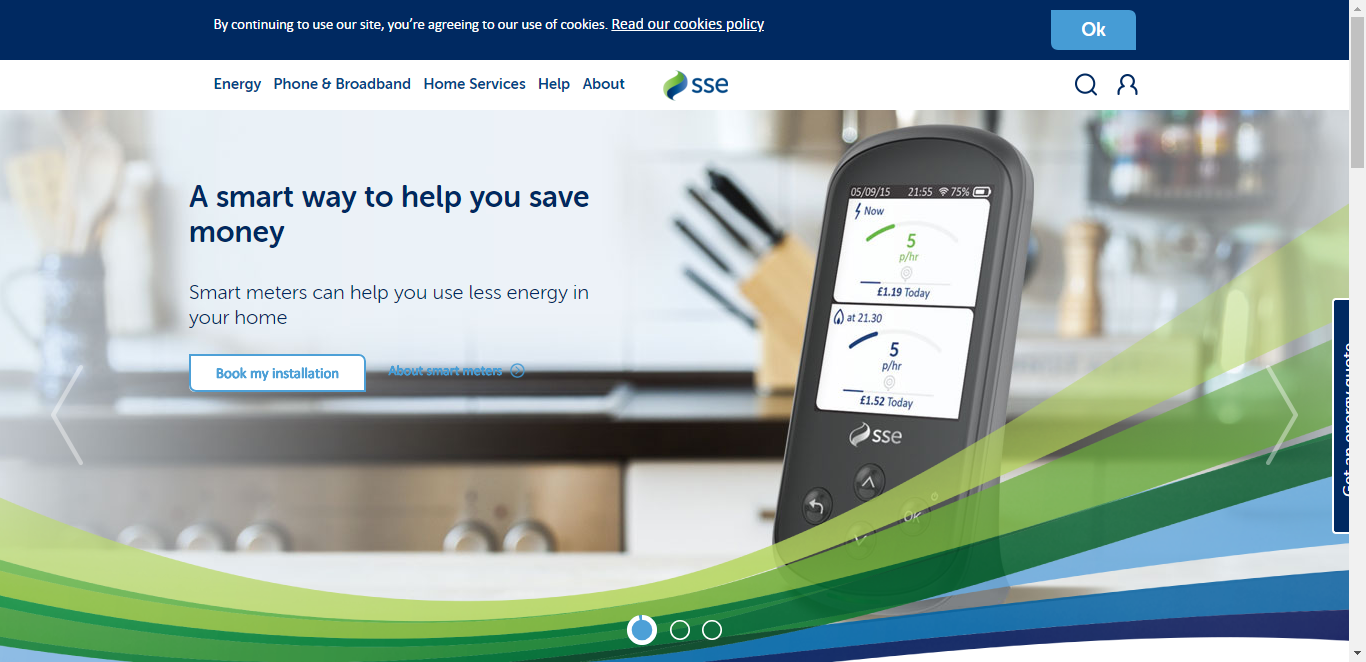 By continuing to use our site, you're agreeing to our use of cookies. Read our cookies policy
Ok
Energy Phone & Broadband Home Services Help About
sse
A smart way to help you save
money
Smart meters can help you use less energy in
your home
Book my installation
About smart meters
05/09/15 21:55 75%
Now
5
p/hr
£1.19 Today
at 21.30
5
p/hr
£1.52 Today
sse
OK
Get an energy quote